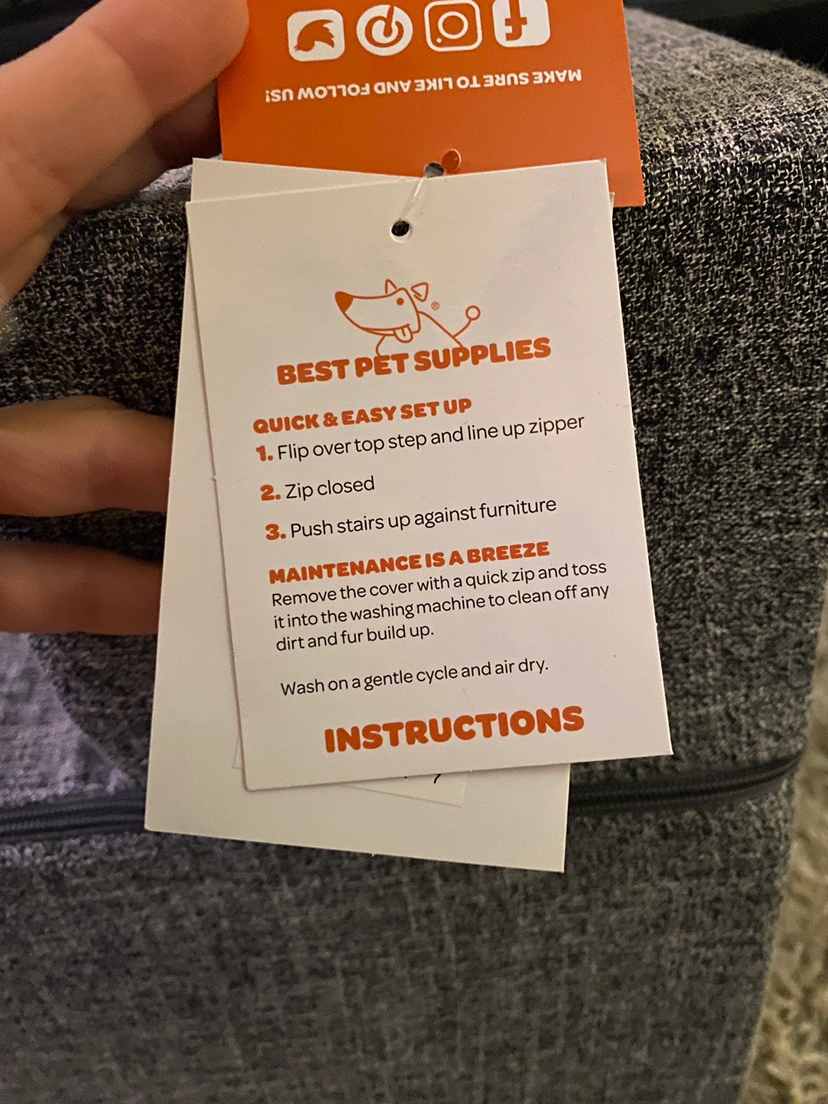 MAKE SURE TO LIKE AND FOLLOW US!
®
BEST PET SUPPLIES
QUICK & EASY SET UP
1. Flip over top step and line up zipper
2. Zip closed
3. Push stairs up against furniture
MAINTENANCE IS A BREEZE
Remove the cover with a quick zip and toss
it into the washing machine to clean off any
dirt and fur build up.
Wash on a gentle cycle and air dry.
INSTRUCTIONS